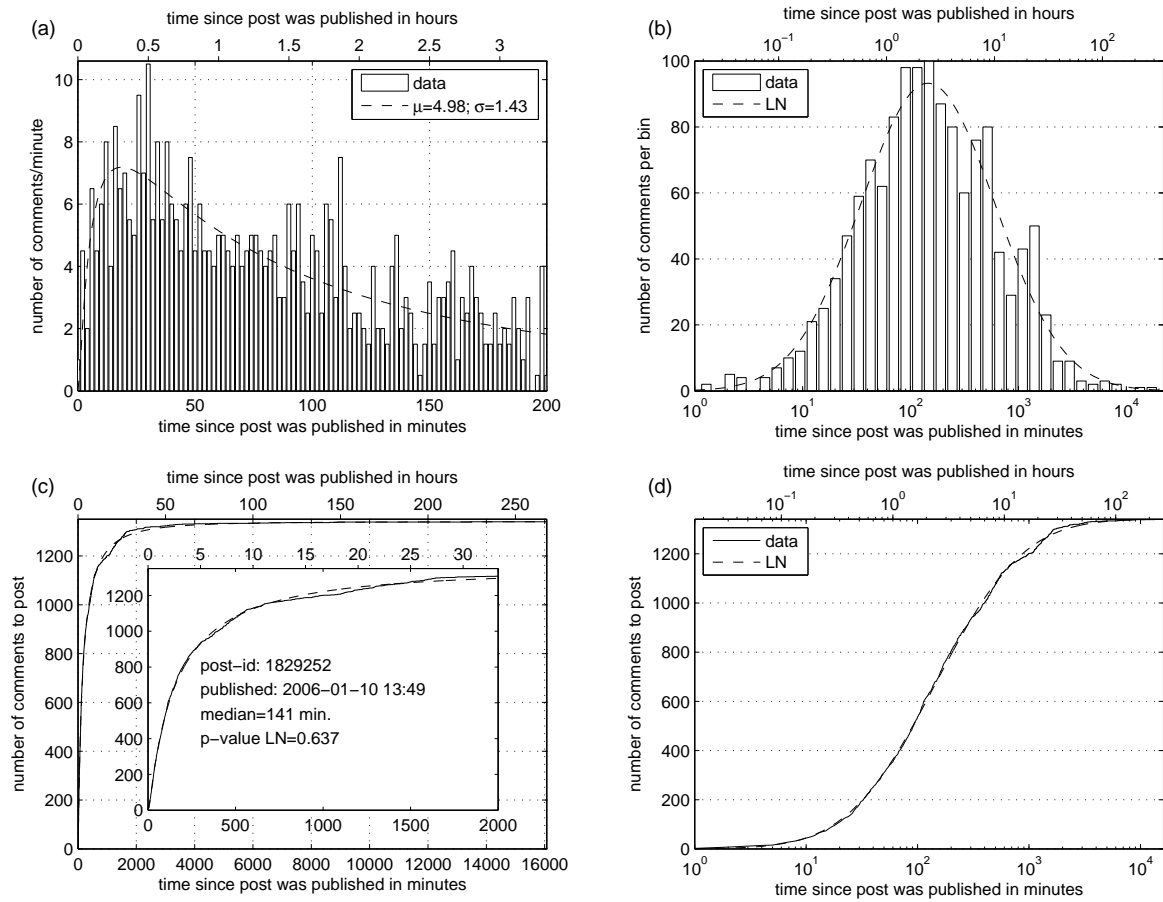 time since post was published in hours
(a)
0 0.5 1 1.5 2 2.5 3
10
8
6
4
2
0
number of comments/minute
data
μ=4.98; σ=1.43
0 50 100 150 200
time since post was published in minutes
time since post was published in hours
(b)
10−1 100 101 102
100
80
60
40
20
0
number of comments per bin
data
LN
100 101 102 103 104
time since post was published in minutes
time since post was published in hours
(c)
0 50 100 150 200 250
1200
1000
800
600
400
200
0
number of comments to post
0 5 10 15 20 25 30
1200
1000
800
600
400
200
0
post−id: 1829252
published: 2006−01−10 13:49
median=141 min.
p−value LN=0.637
0 500 1000 1500 2000
0 2000 4000 6000 8000 10000 12000 14000 16000
time since post was published in minutes
time since post was published in hours
(d)
10−1 100 101 102
1200
1000
800
600
400
200
0
number of comments to post
data
LN
100 101 102 103 104
time since post was published in minutes